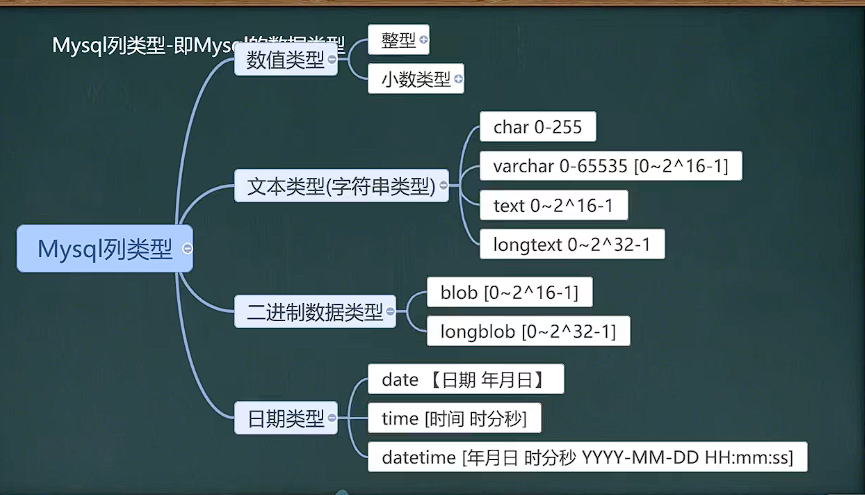 Mysql列类型-即Mysql的数据类型
数值类型
整型
小数类型
文本类型(字符串类型)
char 0-255
varchar 0-65535 [0~2^16-1]
text 0~2^16-1
longtext 0~2^32-1
Mysql列类型
二进制数据类型
blob [0~2^16-1]
longblob [0~2^32-1]
日期类型
date 【日期 年月日】
time [时间 时分秒]
datetime [年月日 时分秒 YYYY-MM-DD HH:mm:ss]